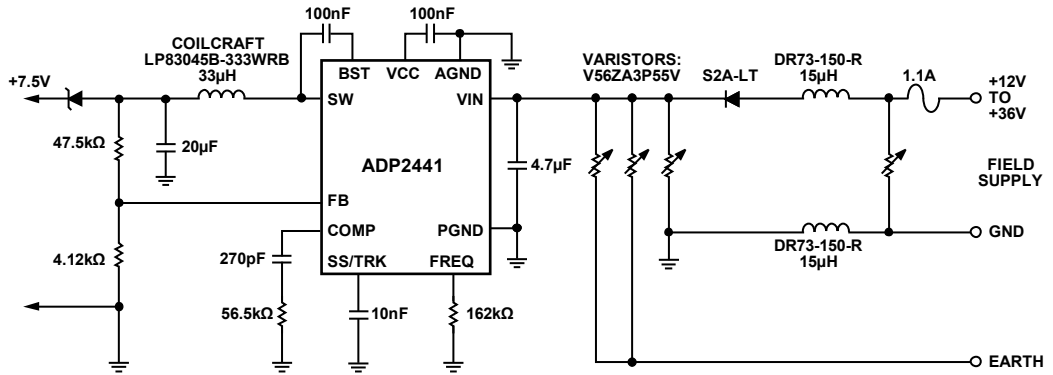 100nF
100nF
COILCRAFT
LP83045B-333WRB
33µH
+7.5V
BST
VCC
AGND
SW
VIN
VARISTORS:
V56ZA3P55V
S2A-LT
DR73-150-R
15µH
1.1A
+12V
TO
+36V
47.5kΩ
20µF
ADP2441
4.7µF
FIELD
SUPPLY
FB
COMP
PGND
GND
4.12kΩ
270pF
SS/TRK
FREQ
DR73-150-R
15µH
56.5kΩ
10nF
162kΩ
EARTH